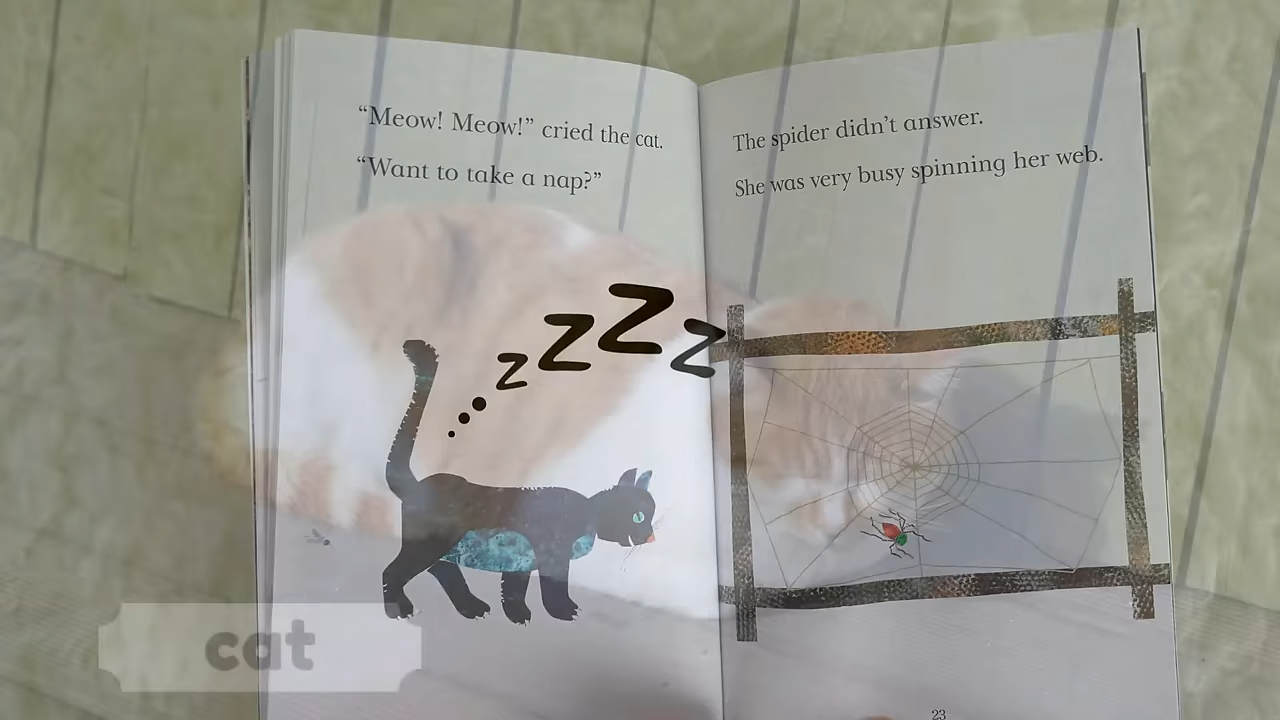 “Meow! Meow!” cried the cat.
“Want to take a nap?”
The spider didn’t answer.
She was very busy spinning her web.
z z Z z
cat
23